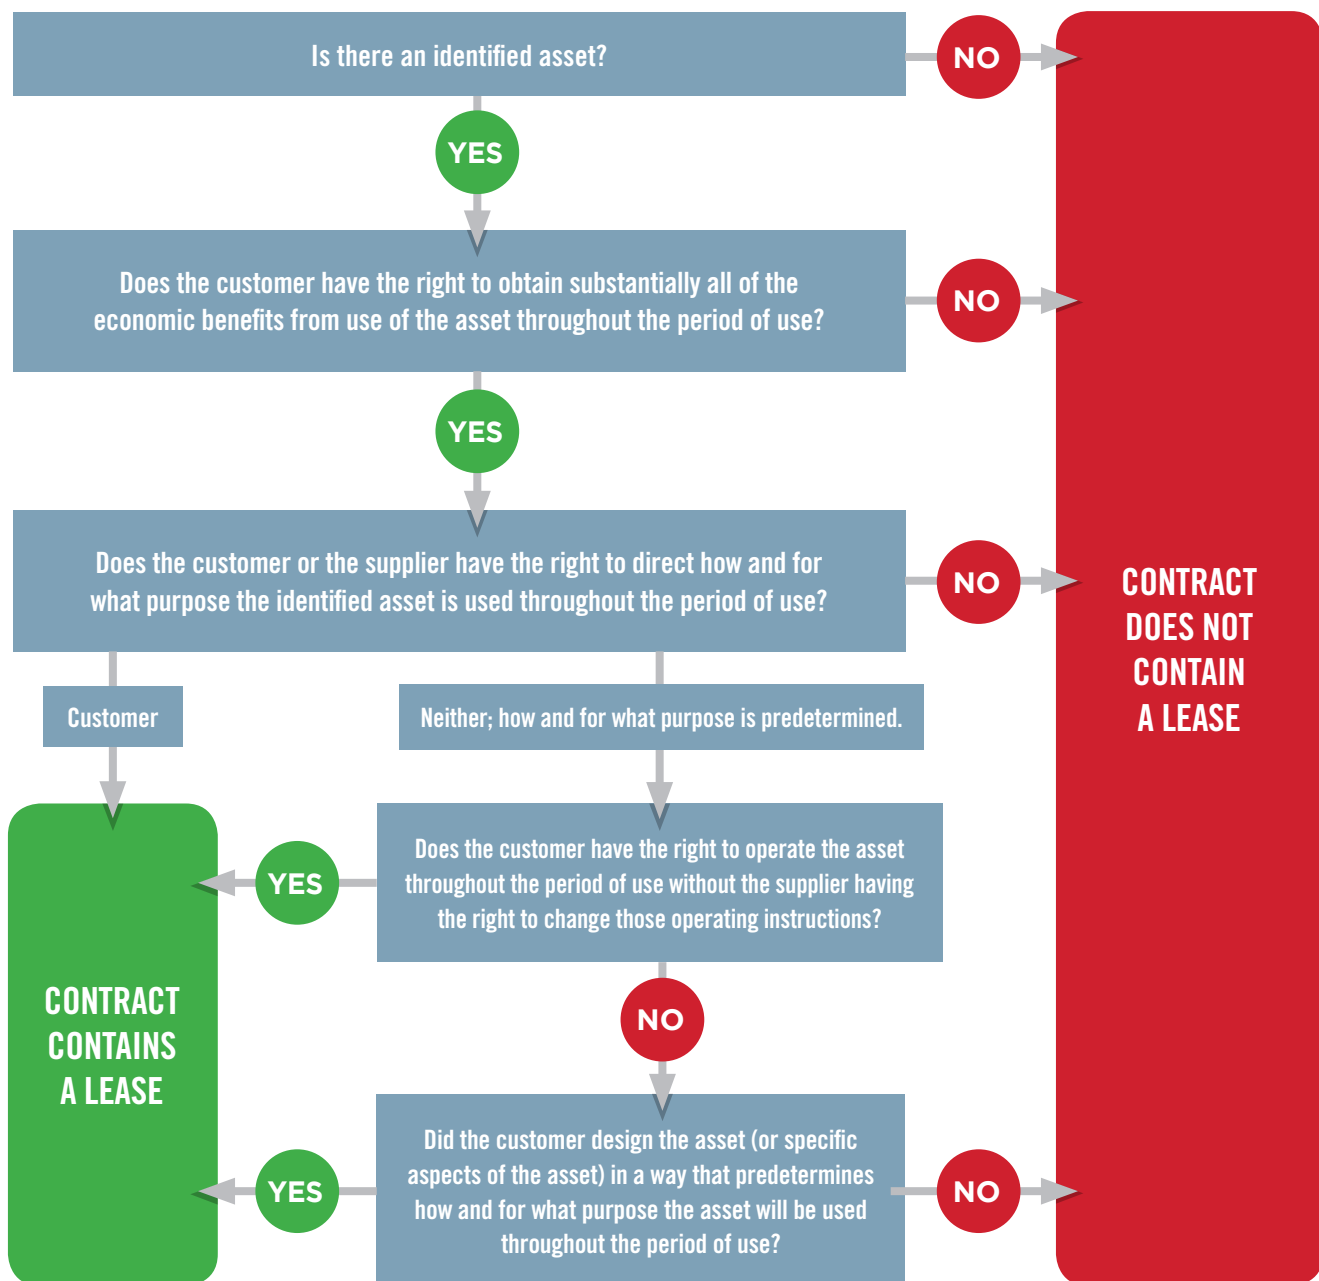 Is there an identified asset?
NO
YES
Does the customer have the right to obtain substantially all of the
economic benefits from use of the asset throughout the period of use?
NO
YES
Does the customer or the supplier have the right to direct how and for
what purpose the identified asset is used throughout the period of use?
NO
CONTRACT
DOES NOT
CONTAIN
A LEASE
Customer
Neither; how and for what purpose is predetermined.
Does the customer have the right to operate the asset
throughout the period of use without the supplier having
the right to change those operating instructions?
YES
NO
CONTRACT
CONTAINS
A LEASE
Did the customer design the asset (or specific
aspects of the asset) in a way that predetermines
how and for what purpose the asset will be used
throughout the period of use?
YES
NO